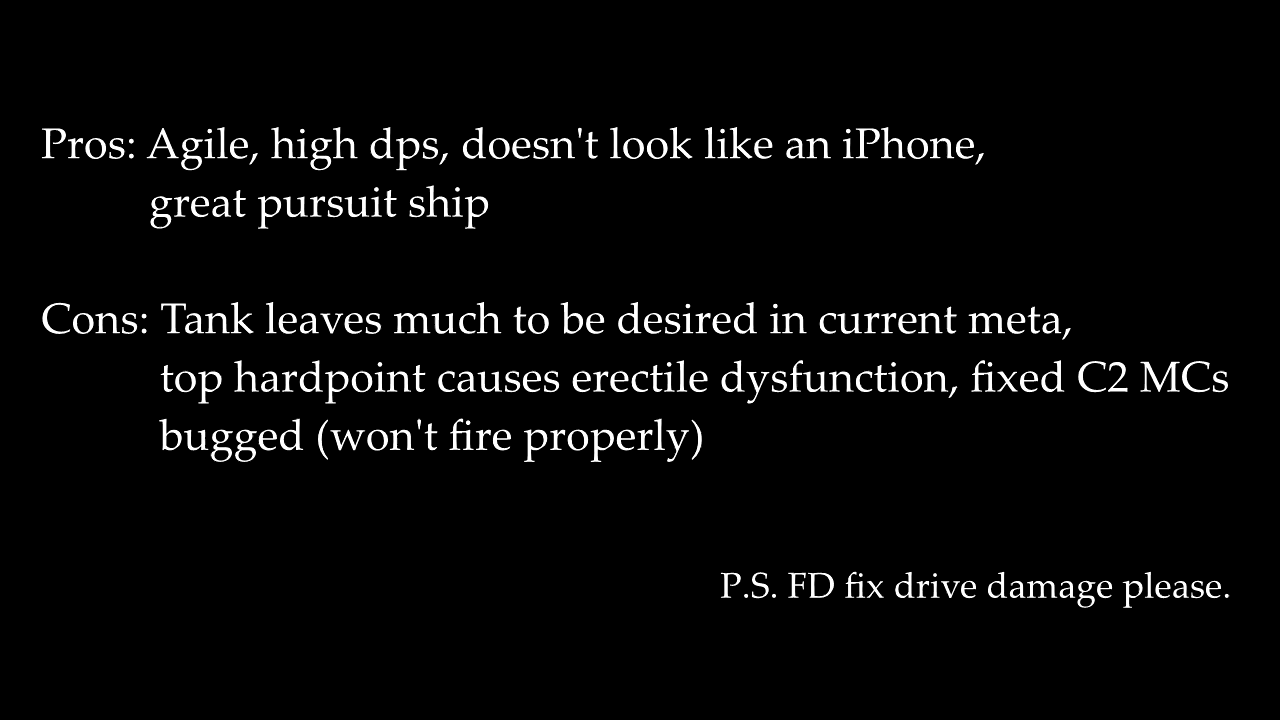 Pros: Agile, high dps, doesn't look like an iPhone,
great pursuit ship
Cons: Tank leaves much to be desired in current meta,
top hardpoint causes erectile dysfunction, fixed C2 MCs
bugged (won't fire properly)
P.S. FD fix drive damage please.